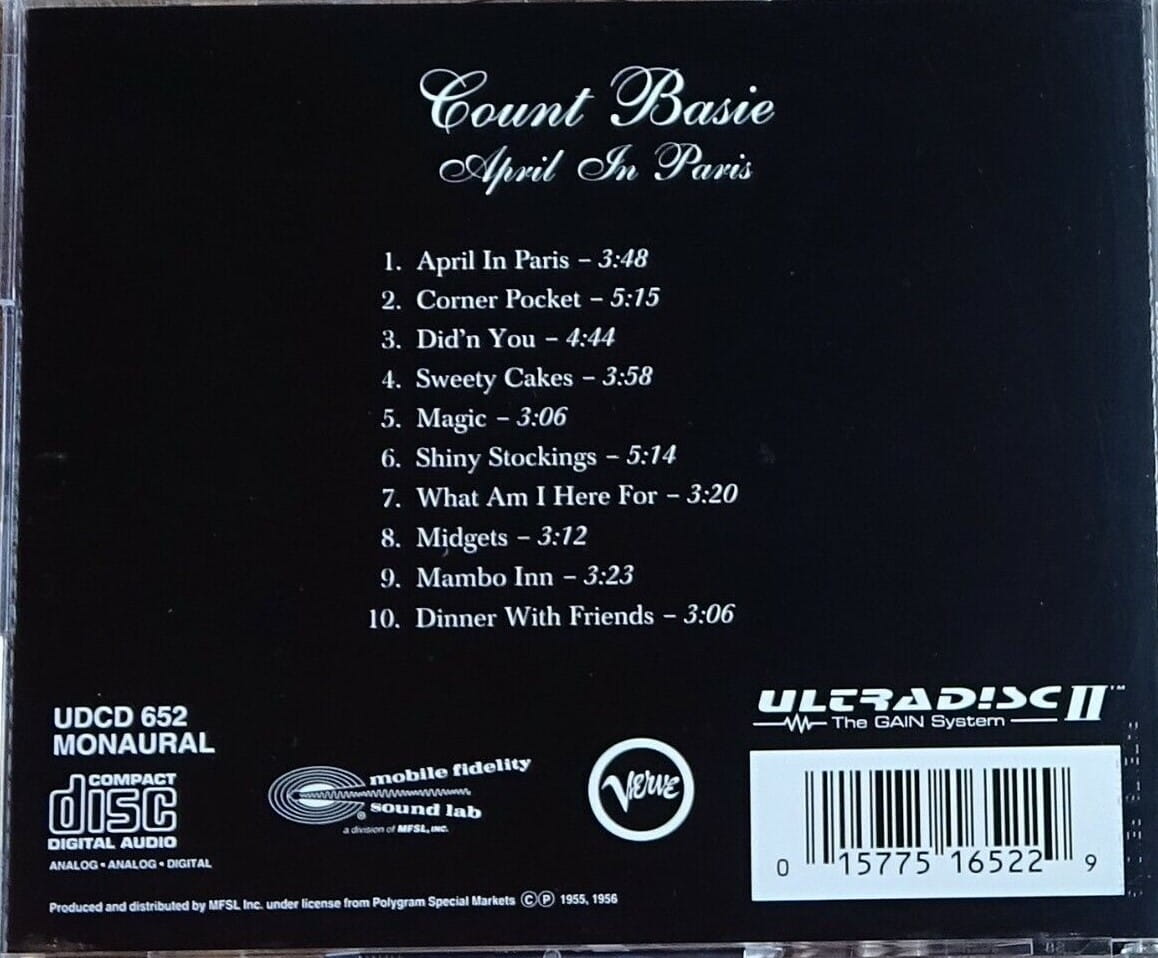 Count Basie
April In Paris
1. April In Paris – 3:48
2. Corner Pocket – 5:15
3. Did'n You – 4:44
4. Sweety Cakes – 3:58
5. Magic – 3:06
6. Shiny Stockings – 5:14
7. What Am I Here For – 3:20
8. Midgets – 3:12
9. Mambo Inn – 3:23
10. Dinner With Friends – 3:06
UDCD 652
MONAURAL
COMPACT
disc
DIGITAL AUDIO
ANALOG • ANALOG • DIGITAL
mobile fidelity
sound lab
®
a division of MFSL, INC.
VERVE
ULTRADISC II™
The GAIN System
0 15775 16522 9
Produced and distributed by MFSL Inc. under license from Polygram Special Markets ©℗ 1955, 1956